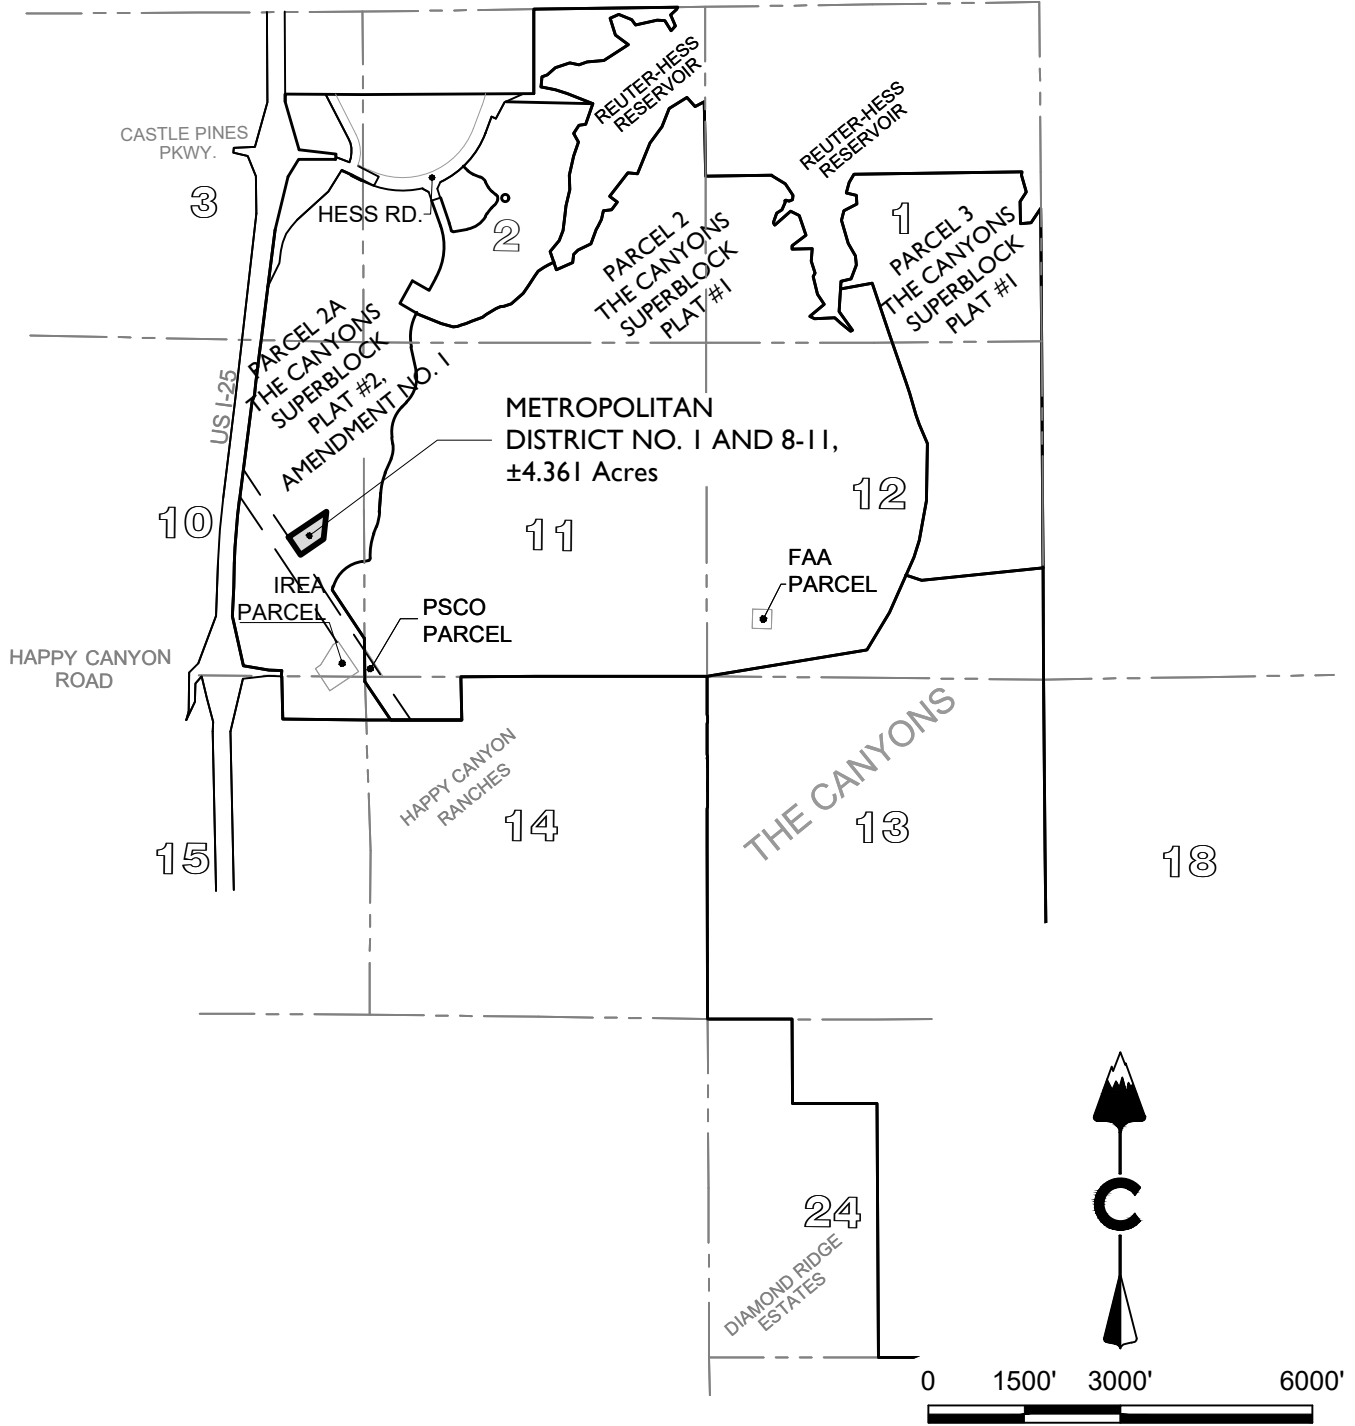 REUTER-HESS
RESERVOIR
REUTER-HESS
RESERVOIR
CASTLE PINES
PKWY.
3
HESS RD.
2
1
PARCEL 2
THE CANYONS
SUPERBLOCK
PLAT #1
PARCEL 3
THE CANYONS
SUPERBLOCK
PLAT #1
PARCEL 2A
THE CANYONS
SUPERBLOCK
PLAT #2,
AMENDMENT NO. 1
US I-25
METROPOLITAN
DISTRICT NO. 1 AND 8-11,
±4.361 Acres
10
11
12
IREA
PARCEL
PSCO
PARCEL
FAA
PARCEL
HAPPY CANYON
ROAD
HAPPY CANYON
RANCHES
THE CANYONS
15
14
13
18
24
DIAMOND RIDGE
ESTATES
C
0 1500' 3000' 6000'